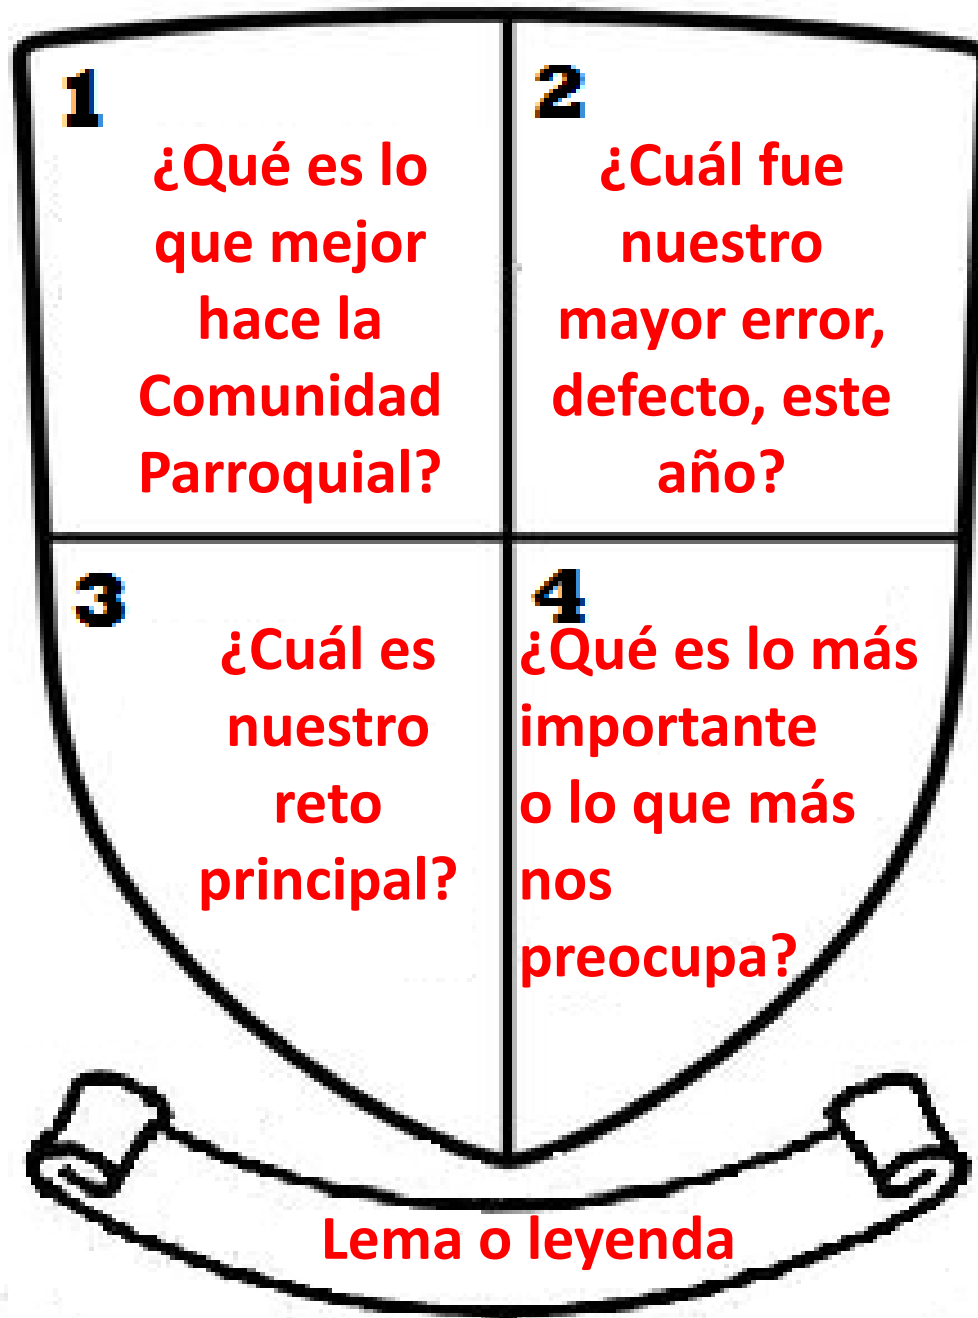 1
¿Qué es lo
que mejor
hace la
Comunidad
Parroquial?
2
¿Cuál fue
nuestro
mayor error,
defecto, este
año?
3
¿Cuál es
nuestro
reto
principal?
4
¿Qué es lo más
importante
o lo que más
nos
preocupa?
Lema o leyenda